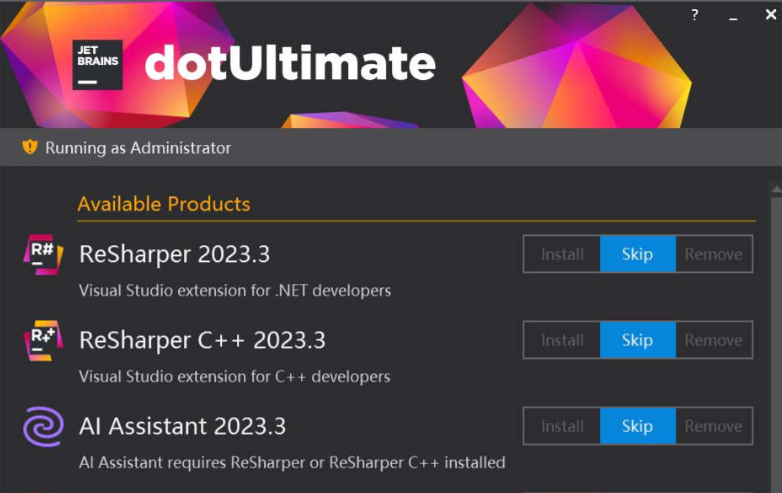 ? _ ×
JET
BRAINS
dotUltimate
Running as Administrator
Available Products
R#
ReSharper 2023.3
Install Skip Remove
Visual Studio extension for .NET developers
R++
ReSharper C++ 2023.3
Install Skip Remove
Visual Studio extension for C++ developers
AI Assistant 2023.3
Install Skip Remove
AI Assistant requires ReSharper or ReSharper C++ installed